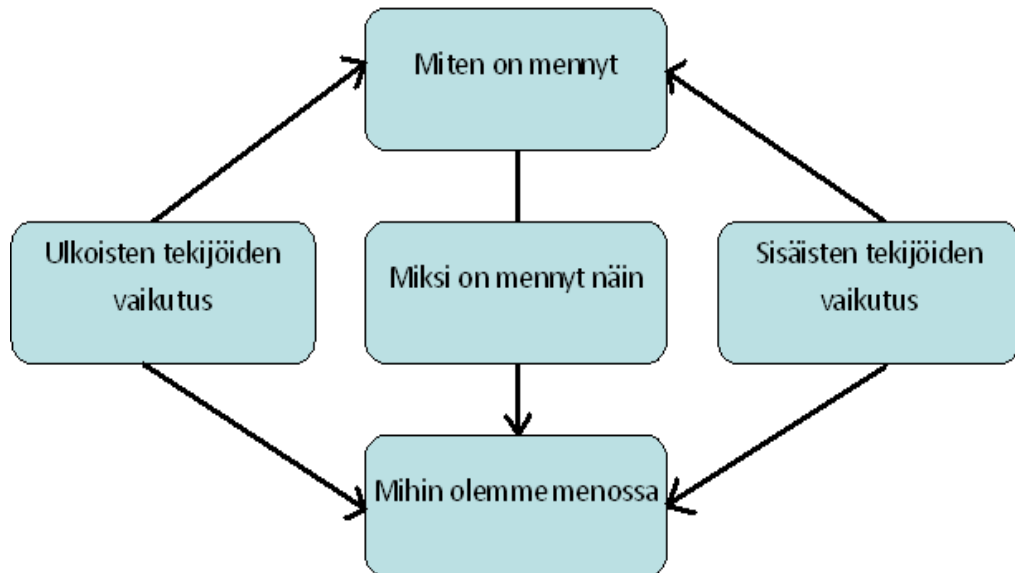 Miten on mennyt
Ulkoisten tekijöiden
vaikutus
Miksi on mennyt näin
Sisäisten tekijöiden
vaikutus
Mihin olemme menossa